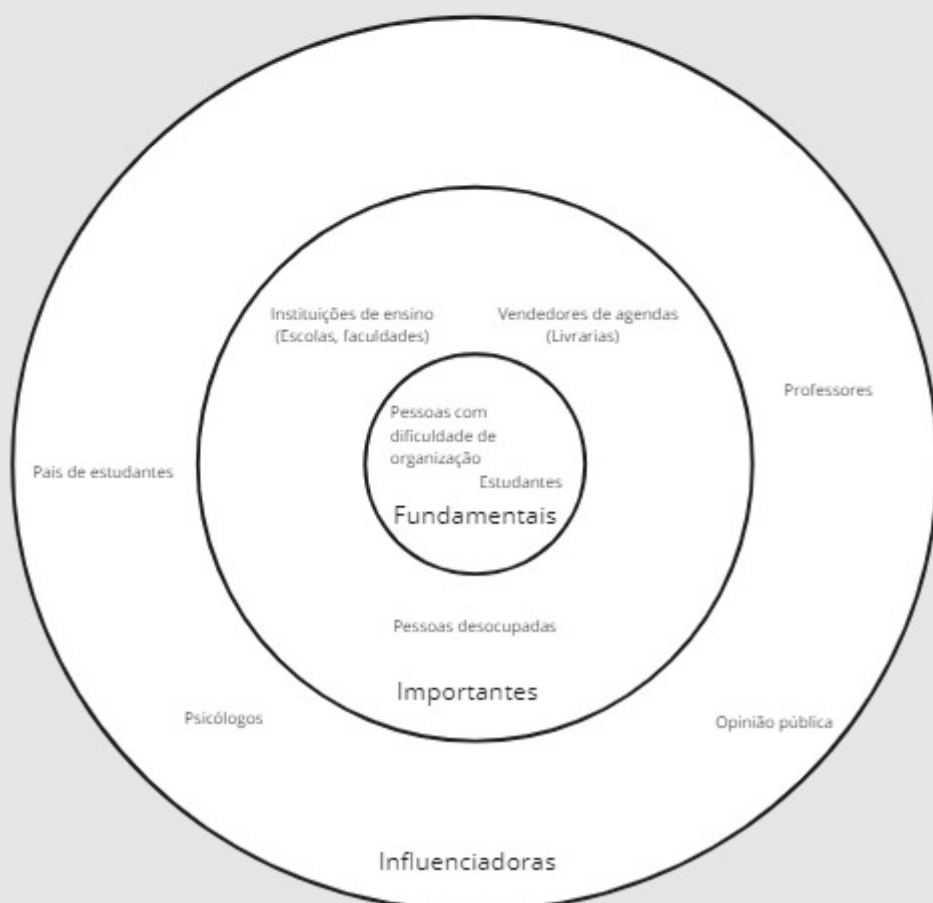 Instituições de ensino
(Escolas, faculdades)
Vendedores de agendas
(Livrarias)
Professores
Pessoas com
dificuldade de
organização
Pais de estudantes
Estudantes
Fundamentais
Pessoas desocupadas
Importantes
Psicólogos
Opinião pública
Influenciadoras